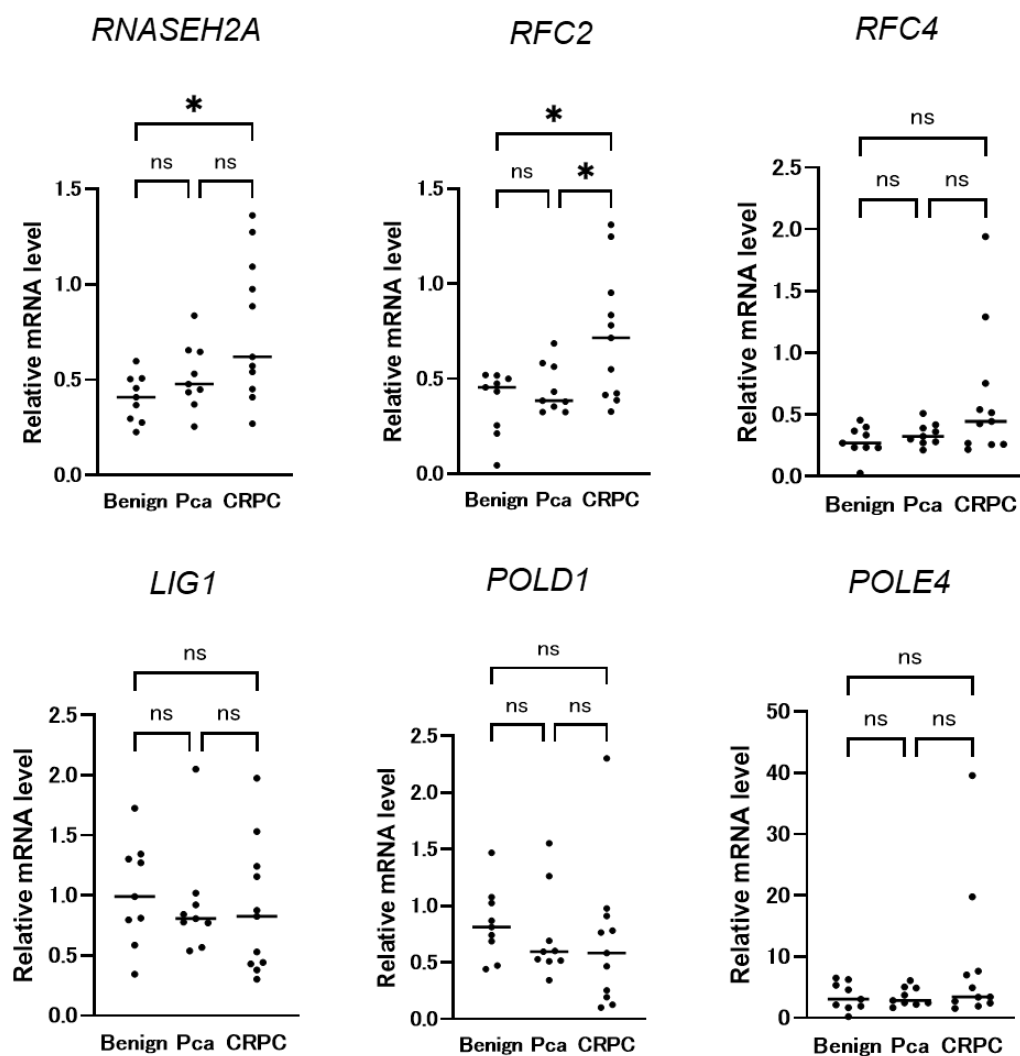 RNASEH2A
*
ns ns
Relative mRNA level
1.5
1.0
0.5
0.0
Benign Pca CRPC
RFC2
*
ns *
Relative mRNA level
1.5
1.0
0.5
0.0
Benign Pca CRPC
RFC4
ns
ns ns
Relative mRNA level
2.5
2.0
1.5
1.0
0.5
0.0
Benign Pca CRPC
LIG1
ns
ns ns
Relative mRNA level
2.5
2.0
1.5
1.0
0.5
0.0
Benign Pca CRPC
POLD1
ns
ns ns
Relative mRNA level
2.5
2.0
1.5
1.0
0.5
0.0
Benign Pca CRPC
POLE4
ns
ns ns
Relative mRNA level
50
40
30
20
10
0
Benign Pca CRPC